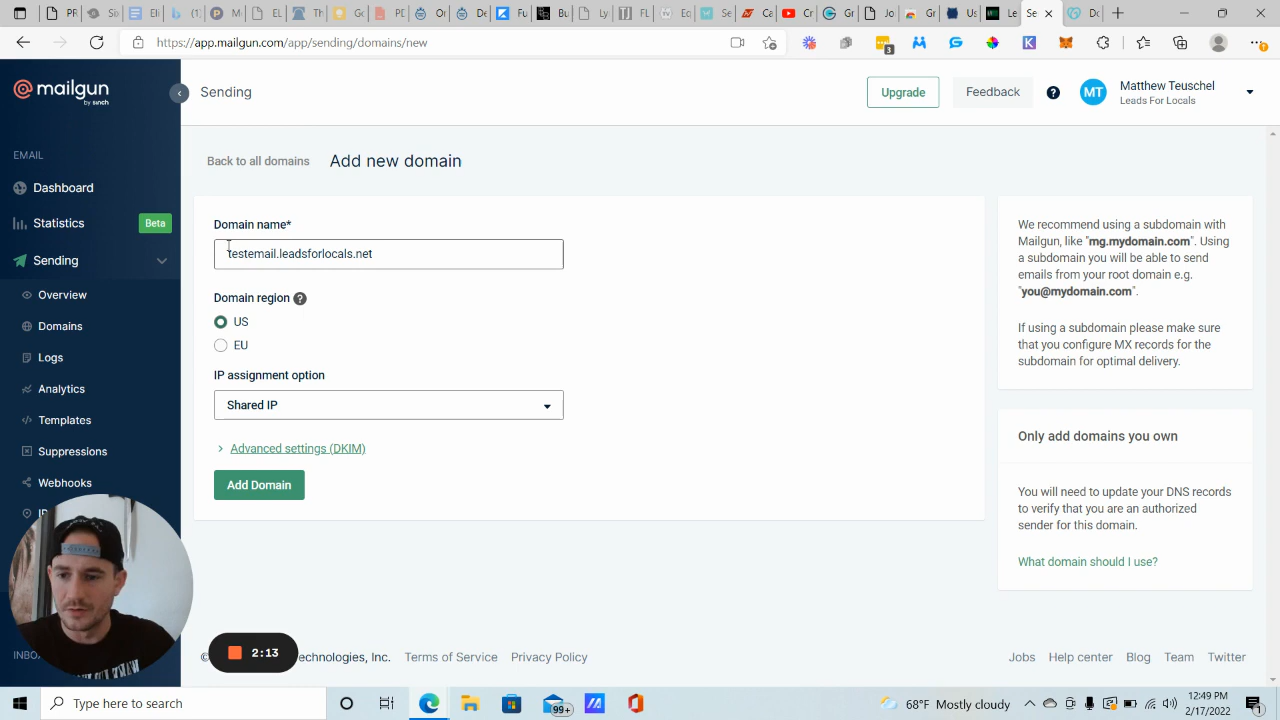 https://app.mailgun.com/app/sending/domains/new
3
mailgun
by sinch
Sending
Upgrade
Feedback
?
MT
Matthew Teuschel
Leads For Locals
EMAIL
Dashboard
Statistics
Beta
Sending
Overview
Domains
Logs
Analytics
Templates
Suppressions
Webhooks
Back to all domains
Add new domain
Domain name*
testemail.leadsforlocals.net
Domain region ?
US
EU
IP assignment option
Shared IP
Advanced settings (DKIM)
Add Domain
We recommend using a subdomain with
Mailgun, like "mg.mydomain.com". Using
a subdomain you will be able to send
emails from your root domain e.g.
"you@mydomain.com".
If using a subdomain please make sure
that you configure MX records for the
subdomain for optimal delivery.
Only add domains you own
You will need to update your DNS records
to verify that you are an authorized
sender for this domain.
What domain should I use?
2:13
Inc.
Terms of Service
Privacy Policy
Jobs
Help center
Blog
Team
Twitter
Type here to search
99+
68°F Mostly cloudy
12:49 PM
2/17/2022
1